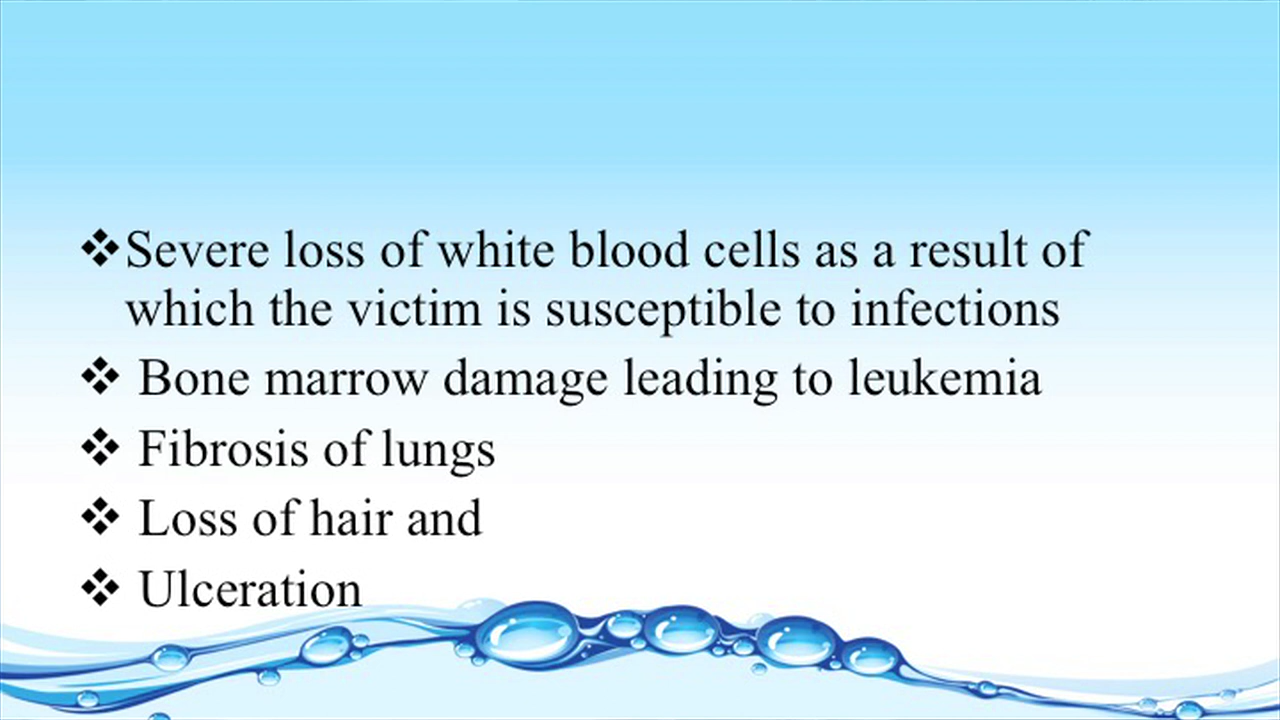 ❖Severe loss of white blood cells as a result of
which the victim is susceptible to infections
❖ Bone marrow damage leading to leukemia
❖ Fibrosis of lungs
❖ Loss of hair and
❖ Ulceration